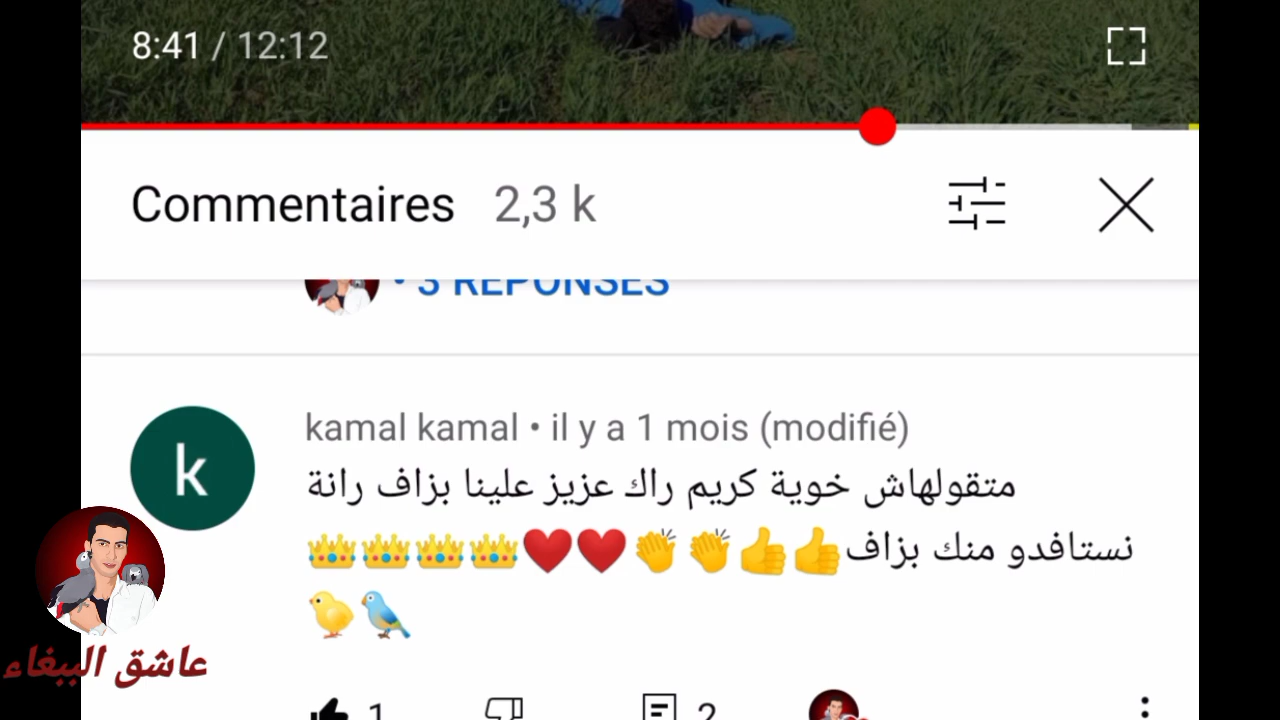 8:41 / 12:12
Commentaires 2,3 k
• 3 RÉPONSES
k
kamal kamal • il y a 1 mois (modifié)
متقولهاش خوية كريم راك عزيز علينا بزاف رانة
نستافدو منك بزاف👍👍👏👏❤️❤️👑👑👑👑
🐦🐤
عاشق الببغاء
1 2